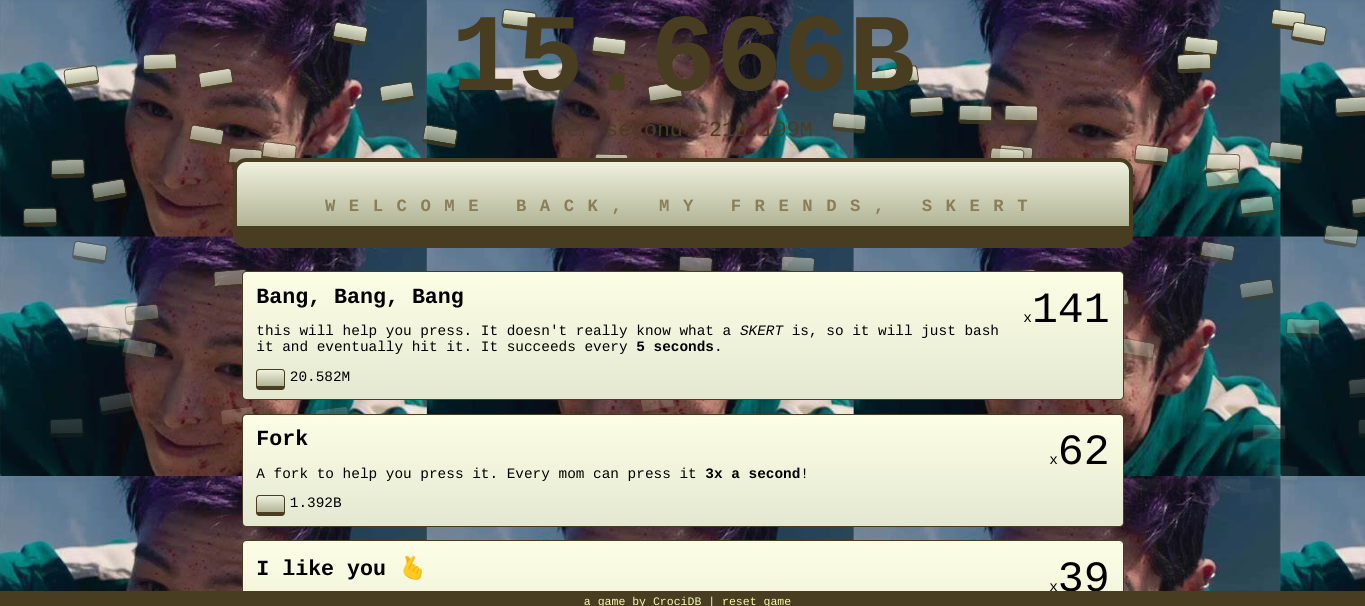 15.666B
WELCOME BACK, MY FRENDS, SKERT
Bang, Bang, Bang
x141
this will help you press. It doesn't really know what a SKERT is, so it will just bash
it and eventually hit it. It succeeds every 5 seconds.
20.582M
Fork
x62
A fork to help you press it. Every mom can press it 3x a second!
1.392B
I like you 🫰
x39
a game by CrociDB | reset game